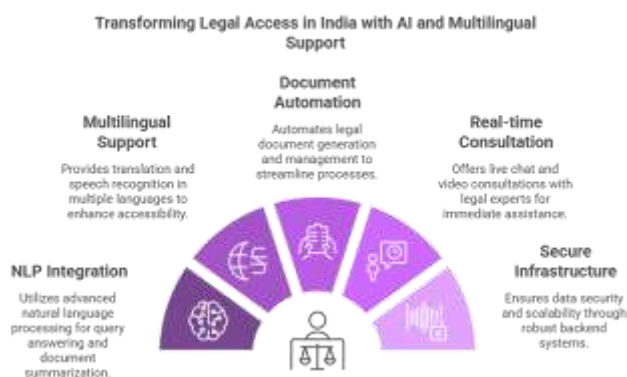 Transforming Legal Access in India with AI and Multilingual
Support
Document
Automation
Automates legal
document generation
and management to
streamline processes.
Multilingual
Support
Provides translation and
speech recognition in
multiple languages to
enhance accessibility.
Real-time
Consultation
Offers live chat and
video consultations with
legal experts for
immediate assistance.
NLP Integration
Utilizes advanced
natural language
processing for query
answering and
document
summarization.
Secure
Infrastructure
Ensures data security
and scalability through
robust backend
systems.